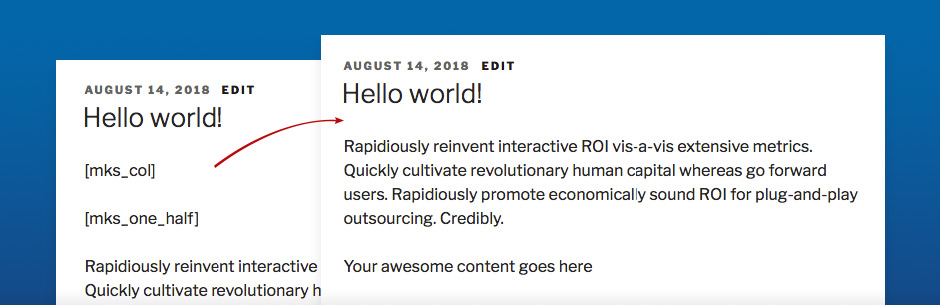 AUGUST 14, 2018 EDIT
Hello world!
[mks_col]
[mks_one_half]
Rapidiously reinvent interactive
Quickly cultivate revolutionary h
AUGUST 14, 2018 EDIT
Hello world!
Rapidiously reinvent interactive ROI vis-a-vis extensive metrics.
Quickly cultivate revolutionary human capital whereas go forward
users. Rapidiously promote economically sound ROI for plug-and-play
outsourcing. Credibly.
Your awesome content goes here